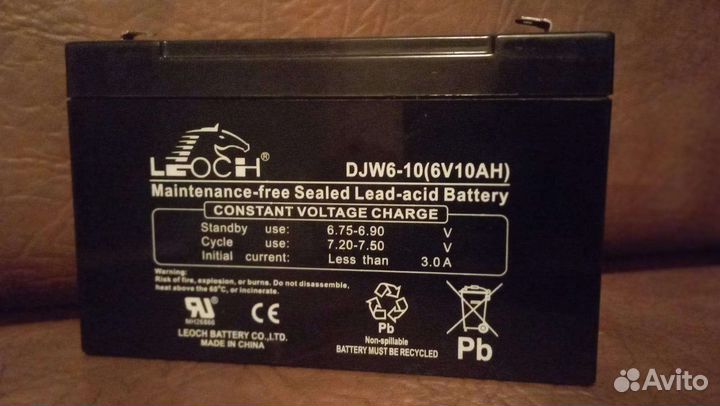 LEOCH®
DJW6-10(6V10AH)
Maintenance-free Sealed Lead-acid Battery
CONSTANT VOLTAGE CHARGE
Standby use: 6.75-6.90 V
Cycle use: 7.20-7.50 V
Initial current: Less than 3.0 A
Warning:
Risk of fire, explosion, or burns. Do not disassemble,
heat above the 60°C, or incinerate.
MH26866
LEOCH BATTERY CO.,LTD.
MADE IN CHINA
Pb
Non-spillable
BATTERY MUST BE RECYCLED
Pb
Avito